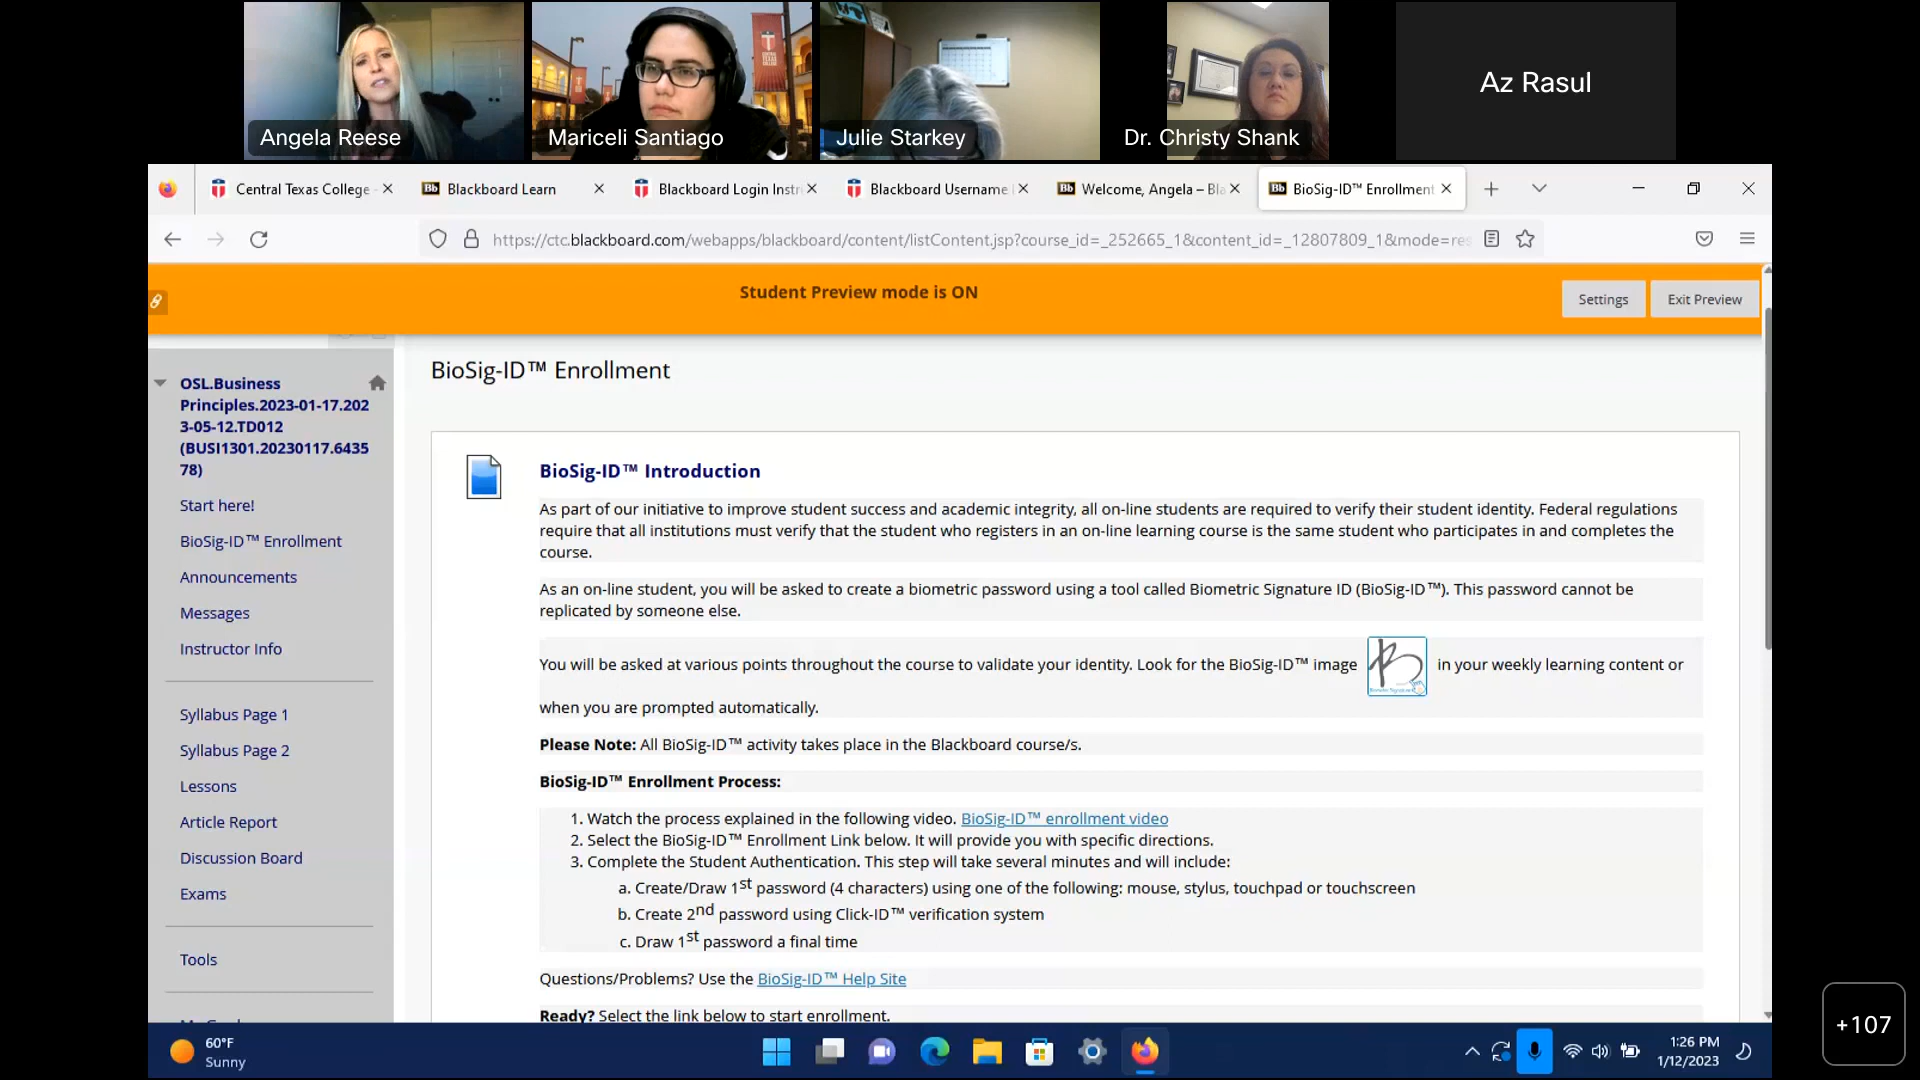 Angela Reese
Mariceli Santiago
Julie Starkey
Dr. Christy Shank
Az Rasul
Central Texas College -
Blackboard Learn
Blackboard Login Instru
Blackboard Username
Welcome, Angela – Bla
BioSig-ID™ Enrollment
https://ctc.blackboard.com/webapps/blackboard/content/listContent.jsp?course_id=_252665_1&content_id=_12807809_1&mode=res
Student Preview mode is ON
Settings
Exit Preview
OSL.Business
Principles.2023-01-17.202
3-05-12.TD012
(BUSI1301.20230117.6435
78)
Start here!
BioSig-ID™ Enrollment
Announcements
Messages
Instructor Info
Syllabus Page 1
Syllabus Page 2
Lessons
Article Report
Discussion Board
Exams
Tools
BioSig-ID™ Enrollment
BioSig-ID™ Introduction
As part of our initiative to improve student success and academic integrity, all on-line students are required to verify their student identity. Federal regulations
require that all institutions must verify that the student who registers in an on-line learning course is the same student who participates in and completes the
course.
As an on-line student, you will be asked to create a biometric password using a tool called Biometric Signature ID (BioSig-ID™). This password cannot be
replicated by someone else.
You will be asked at various points throughout the course to validate your identity. Look for the BioSig-ID™ image in your weekly learning content or
when you are prompted automatically.
Please Note: All BioSig-ID™ activity takes place in the Blackboard course/s.
BioSig-ID™ Enrollment Process:
1. Watch the process explained in the following video. BioSig-ID™ enrollment video
2. Select the BioSig-ID™ Enrollment Link below. It will provide you with specific directions.
3. Complete the Student Authentication. This step will take several minutes and will include:
a. Create/Draw 1st password (4 characters) using one of the following: mouse, stylus, touchpad or touchscreen
b. Create 2nd password using Click-ID™ verification system
c. Draw 1st password a final time
Questions/Problems? Use the BioSig-ID™ Help Site
Ready? Select the link below to start enrollment.
60°F
Sunny
1:26 PM
1/12/2023
+107